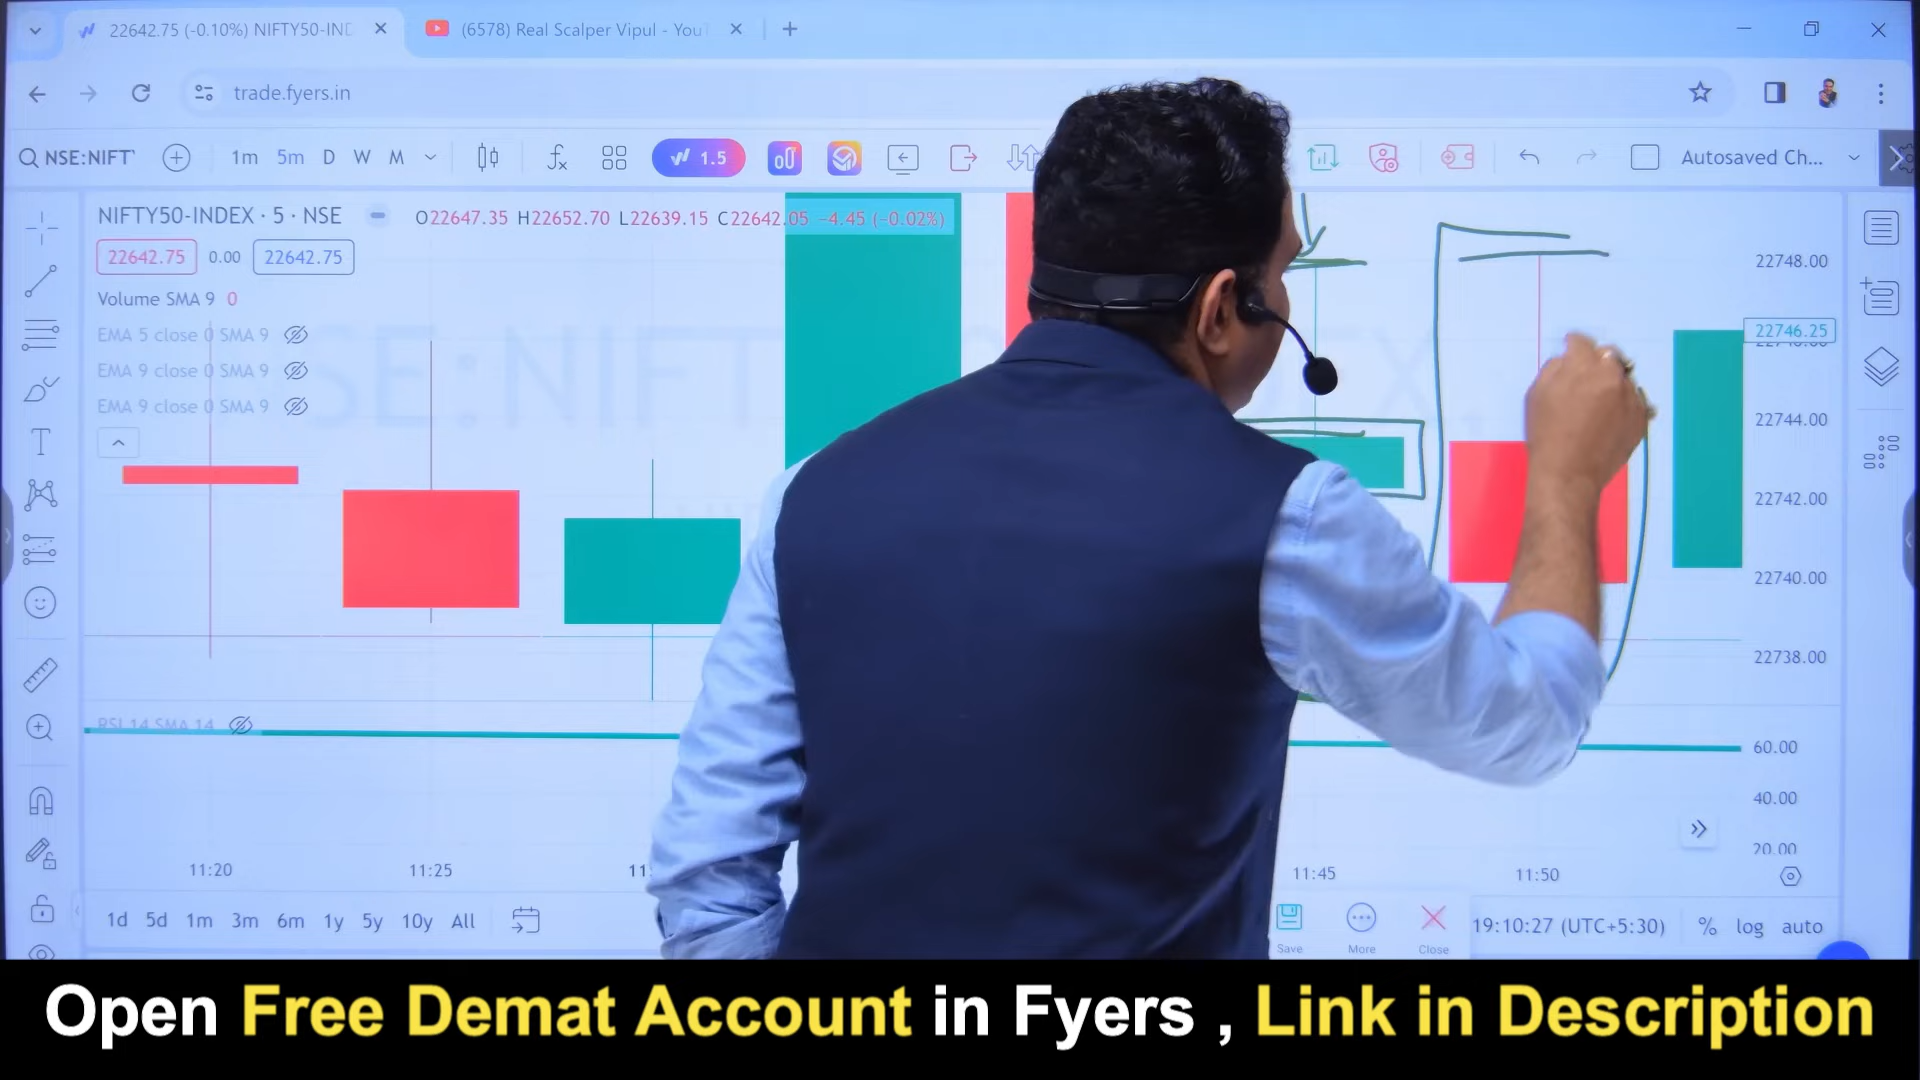 22642.75 (-0.10%) NIFTY50-IND
(6578) Real Scalper Vipul - You
trade.fyers.in
NSE:NIFT
1m 5m D W M
1.5
Autosaved Ch...
NIFTY50-INDEX · 5 · NSE
O22647.35 H22652.70 L22639.15 C22642.05 −4.45 (−0.02%)
22642.75 0.00 22642.75
Volume SMA 9 0
EMA 5 close 0 SMA 9
EMA 9 close 0 SMA 9
EMA 9 close 0 SMA 9
22748.00
22746.25
22744.00
22742.00
22740.00
22738.00
RSI 14 SMA 14
60.00
40.00
20.00
11:20 11:25 11: 11:45 11:50
1d 5d 1m 3m 6m 1y 5y 10y All
Save More Close
19:10:27 (UTC+5:30) % log auto
Open Free Demat Account in Fyers , Link in Description